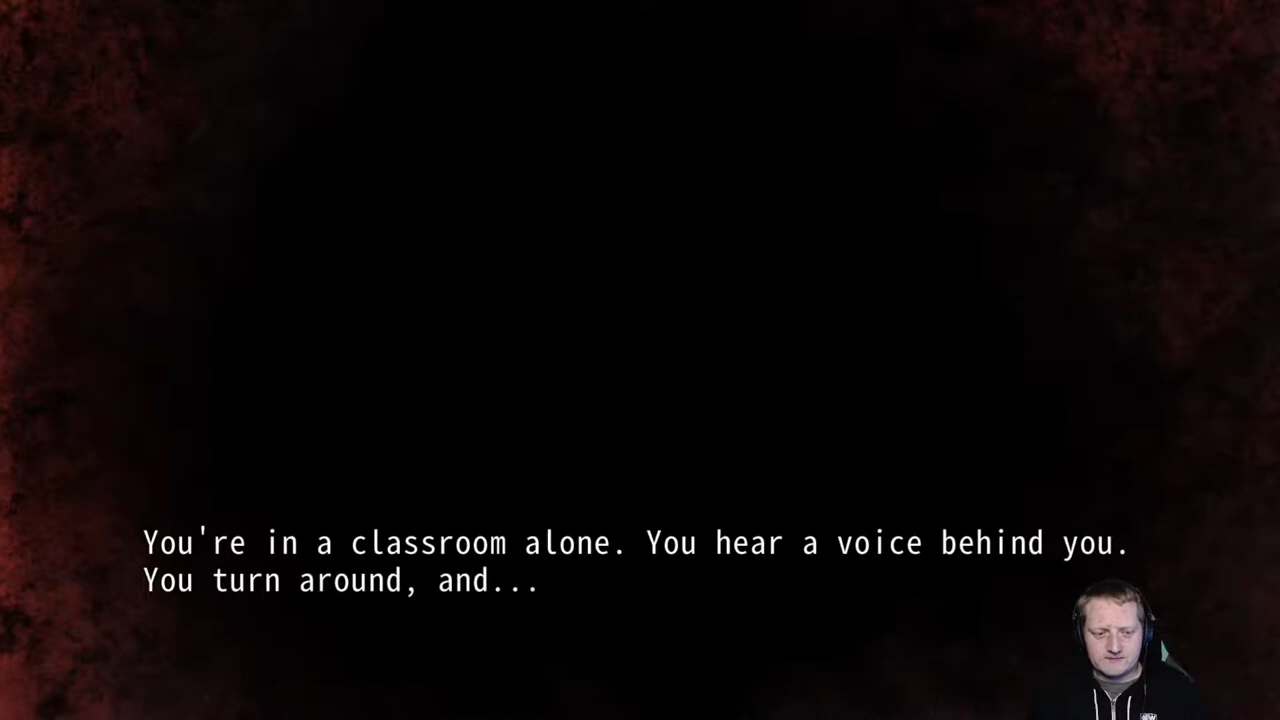 You're in a classroom alone. You hear a voice behind you.
You turn around, and...